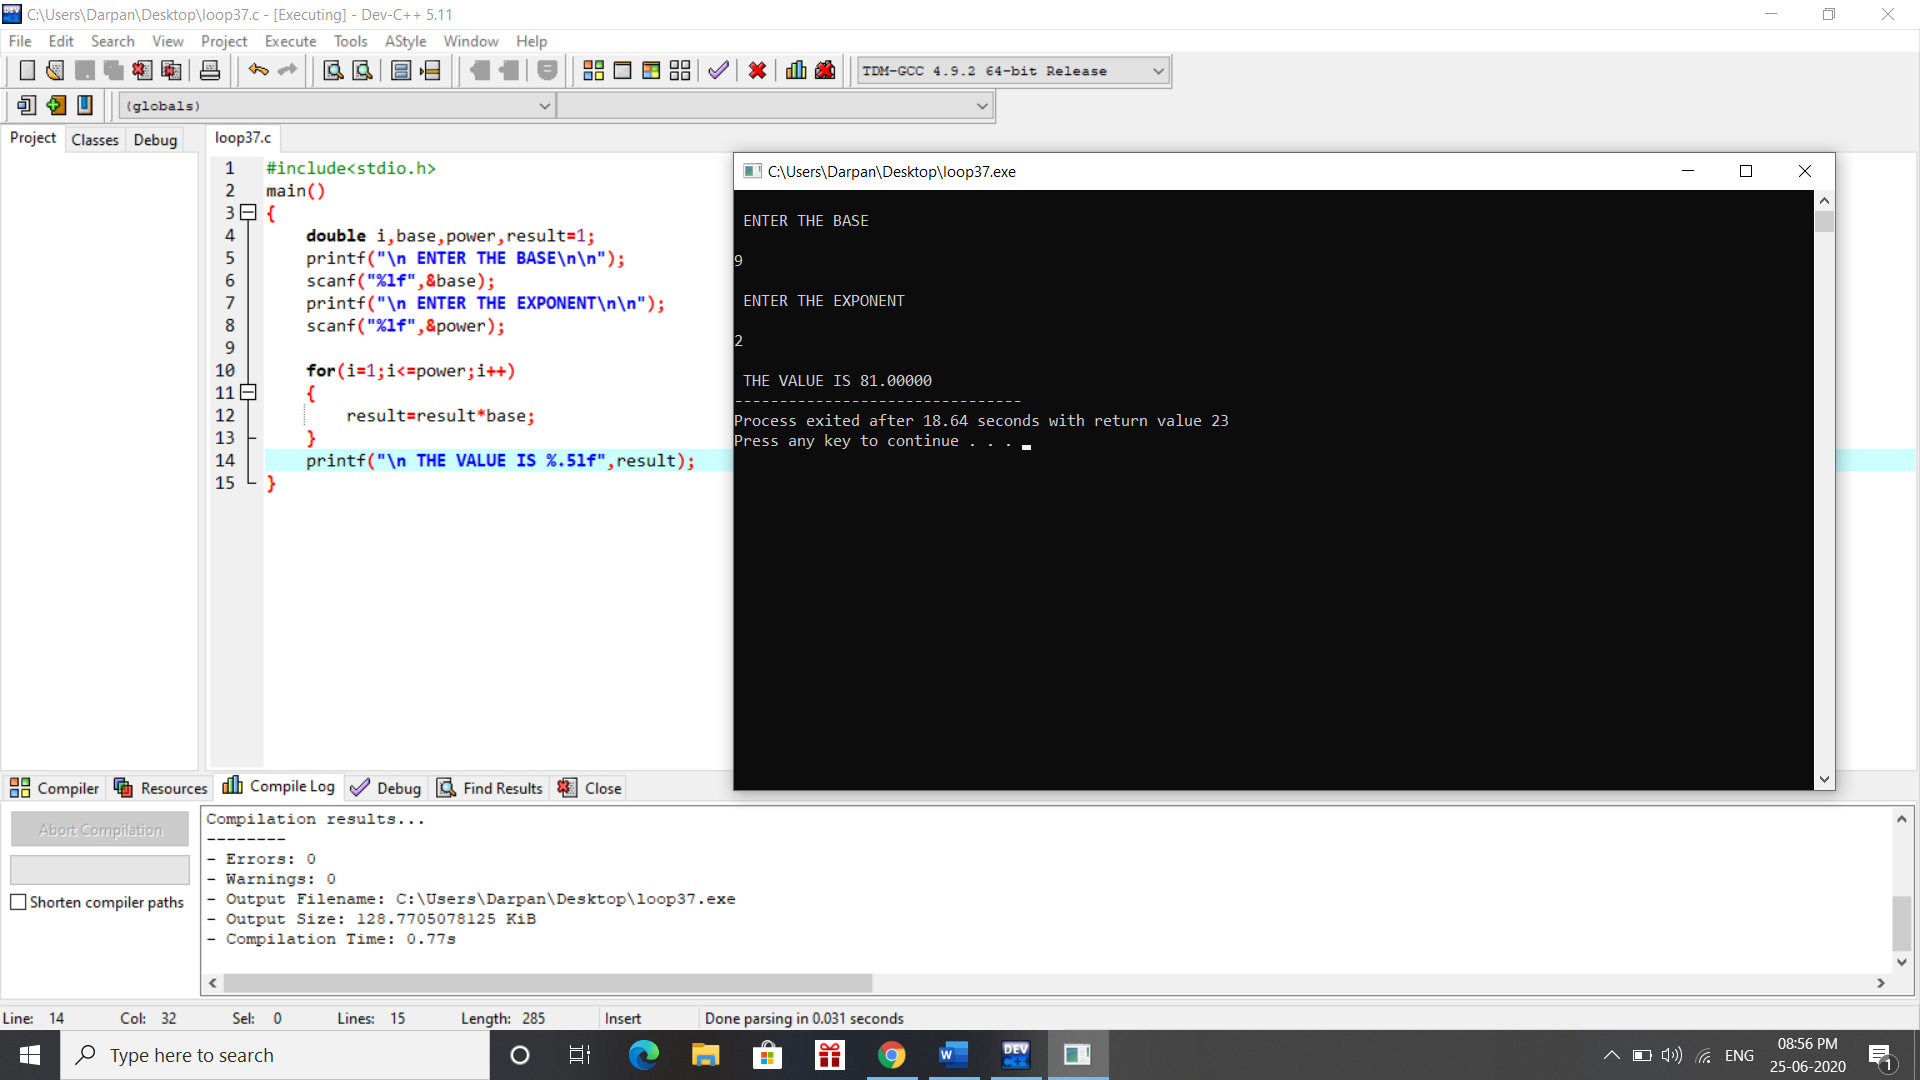 C:\Users\Darpan\Desktop\loop37.c - [Executing] - Dev-C++ 5.11
File Edit Search View Project Execute Tools AStyle Window Help
TDM-GCC 4.9.2 64-bit Release
(globals)
Project Classes Debug
loop37.c
1 #include<stdio.h>
2 main()
3 {
4 double i,base,power,result=1;
5 printf("\n ENTER THE BASE\n\n");
6 scanf("%lf",&base);
7 printf("\n ENTER THE EXPONENT\n\n");
8 scanf("%lf",&power);
9
10 for(i=1;i<=power;i++)
11 {
12 result=result*base;
13 }
14 printf("\n THE VALUE IS %.5lf",result);
15 }
C:\Users\Darpan\Desktop\loop37.exe
ENTER THE BASE
9
ENTER THE EXPONENT
2
THE VALUE IS 81.00000
--------------------------------
Process exited after 18.64 seconds with return value 23
Press any key to continue . . .
Compiler Resources Compile Log Debug Find Results Close
Abort Compilation
Shorten compiler paths
Compilation results...
--------
- Errors: 0
- Warnings: 0
- Output Filename: C:\Users\Darpan\Desktop\loop37.exe
- Output Size: 128.7705078125 KiB
- Compilation Time: 0.77s
Line: 14 Col: 32 Sel: 0 Lines: 15 Length: 285 Insert Done parsing in 0.031 seconds
Type here to search
DEV
W
ENG
08:56 PM
25-06-2020
1